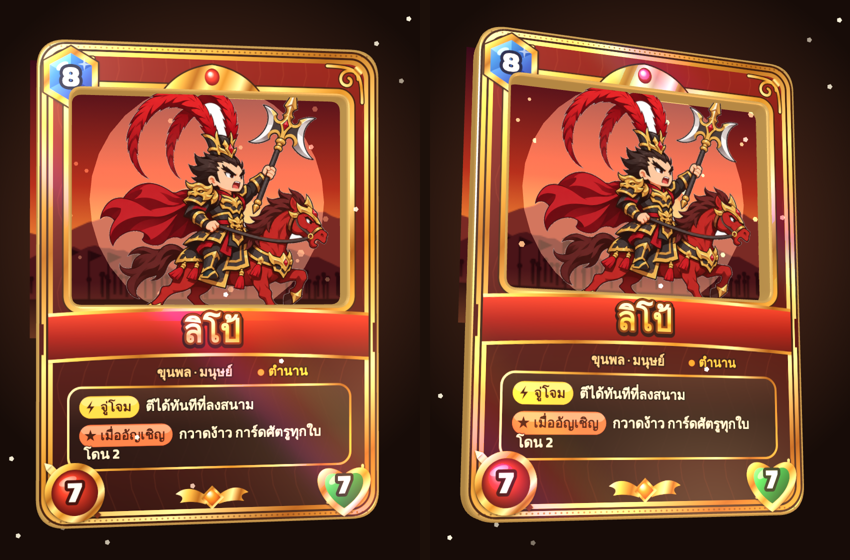 8
ลิโป้
ขุนพล · มนุษย์ ● ตำนาน
จู่โจม ตีได้ทันทีที่ลงสนาม
เมื่ออัญเชิญ กวาดง้าว การ์ดศัตรูทุกใบ
โดน 2
7 7
8
ลิโป้
ขุนพล · มนุษย์ ● ตำนาน
จู่โจม ตีได้ทันทีที่ลงสนาม
เมื่ออัญเชิญ กวาดง้าว การ์ดศัตรูทุกใบ
โดน 2
7 7